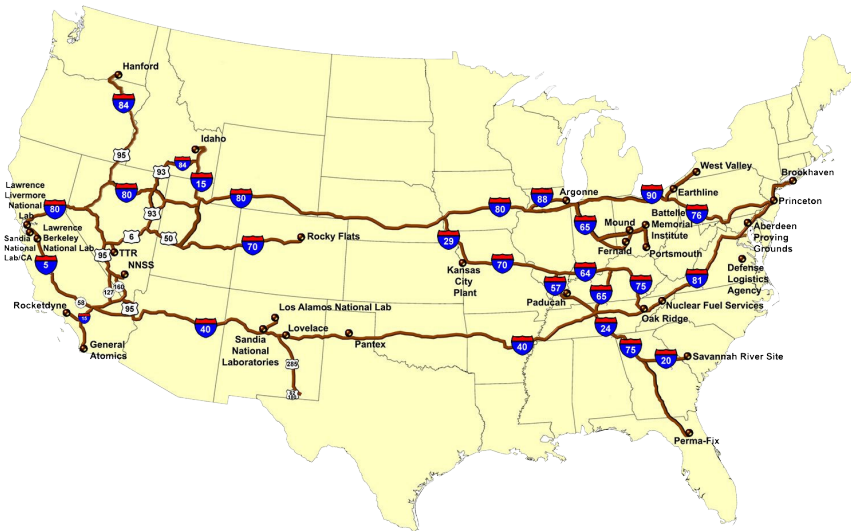 Hanford
84
95
Idaho
93
84
15
West Valley
Brookhaven
Lawrence
Livermore
National
Lab
80
80
80
80
88
Argonne
90
Earthline
Princeton
76
Battelle
Memorial
Institute
Mound
65
Fernald
Portsmouth
Aberdeen
Proving
Grounds
93
6
50
70
Rocky Flats
29
Lawrence
Berkeley
National Lab
Sandia
National
Lab/CA
5
95
TTR
NNSS
160
127
Kansas
City
Plant
70
64
57
Paducah
65
75
81
Defense
Logistics
Agency
Nuclear Fuel Services
Oak Ridge
Rocketdyne
58
15
95
General
Atomics
40
Los Alamos National Lab
Sandia
National
Laboratories
Lovelace
Pantex
285
40
24
75
20
Savannah River Site
Perma-Fix